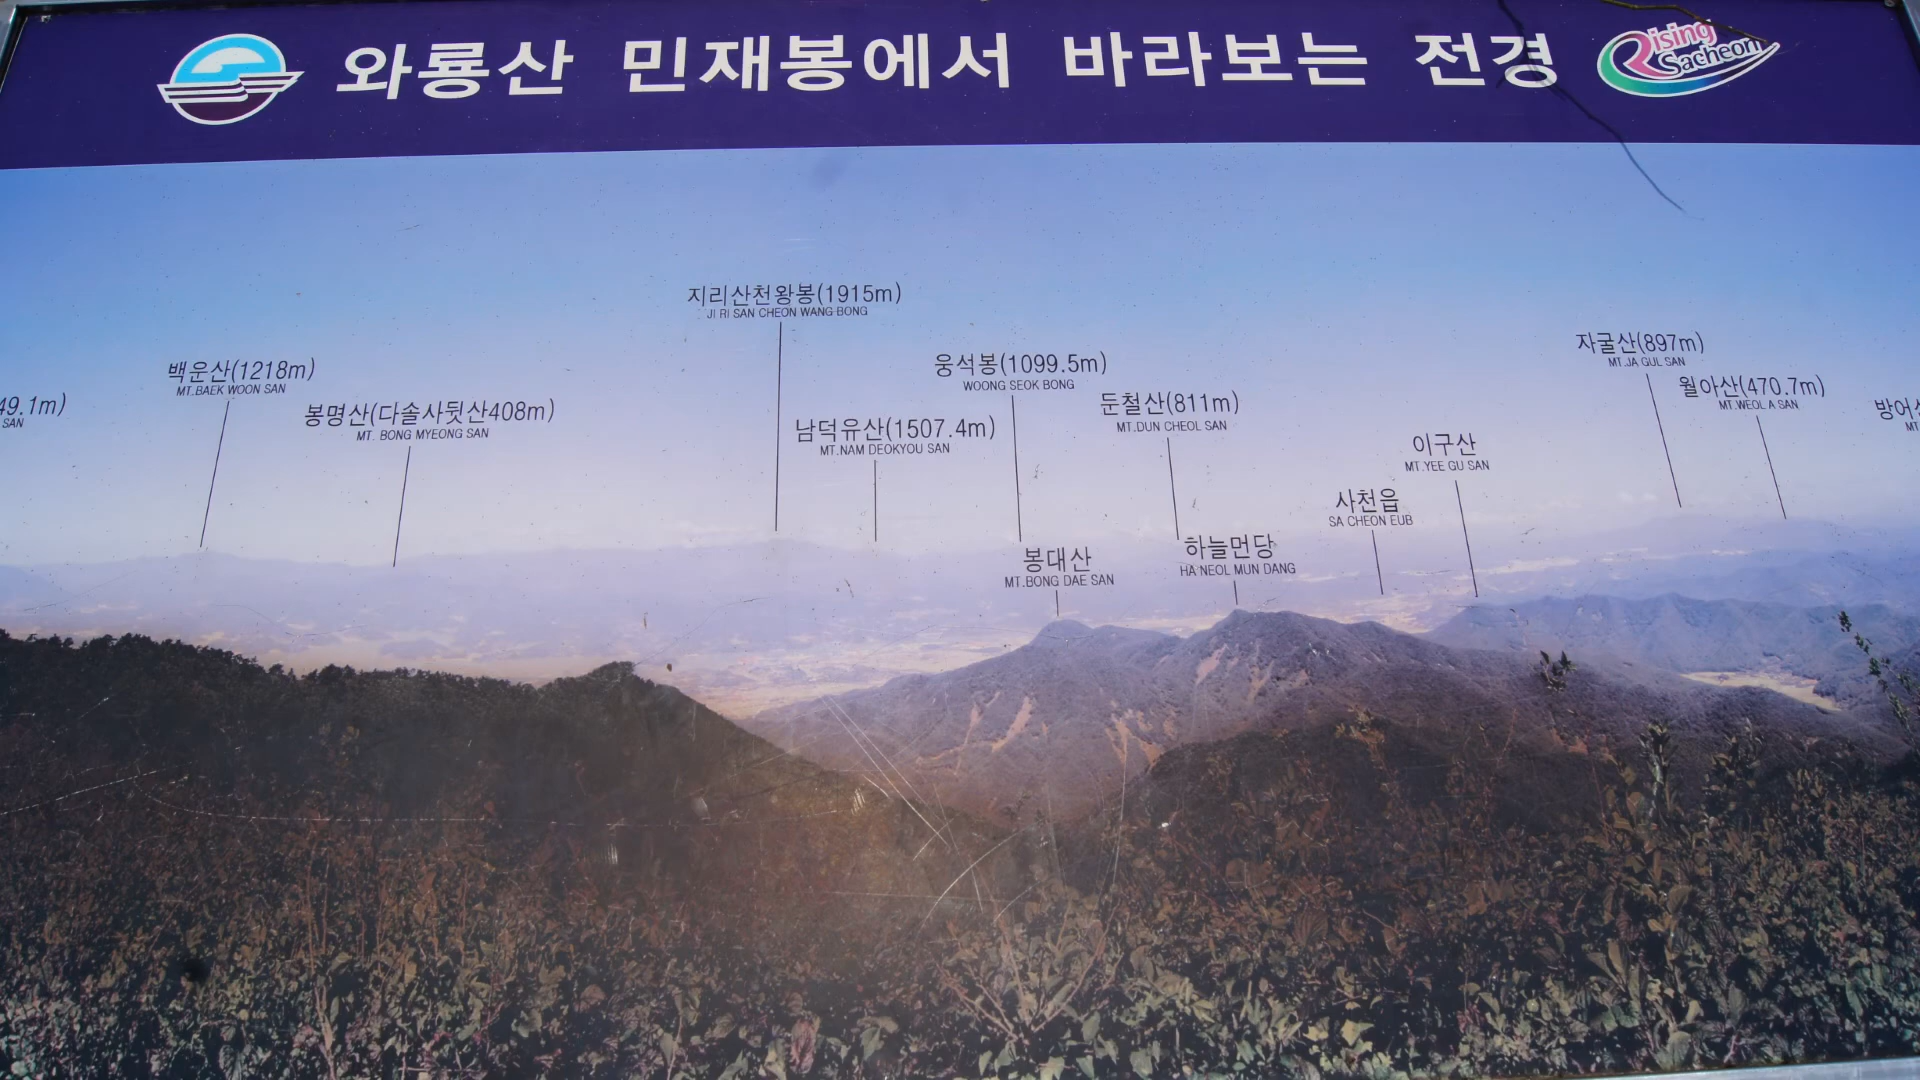 와룡산 민재봉에서 바라보는 전경
Rising
Sacheon
지리산천왕봉(1915m)
JI RI SAN CHEON WANG BONG
자굴산(897m)
MT.JA GUL SAN
백운산(1218m)
MT.BAEK WOON SAN
웅석봉(1099.5m)
WOONG SEOK BONG
월아산(470.7m)
MT.WEOL A SAN
49.1m)
SAN
봉명산(다솔사뒷산408m)
MT. BONG MYEONG SAN
둔철산(811m)
MT.DUN CHEOL SAN
방어
MT
남덕유산(1507.4m)
MT.NAM DEOKYOU SAN
이구산
MT.YEE GU SAN
사천읍
SA CHEON EUB
봉대산
MT.BONG DAE SAN
하늘먼당
HA NEOL MUN DANG